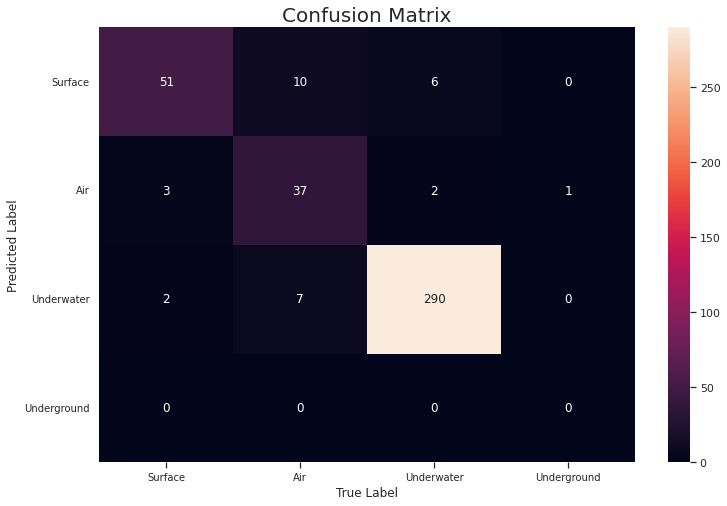 Confusion Matrix
Surface 51 10 6 0
Air 3 37 2 1
Underwater 2 7 290 0
Underground 0 0 0 0
Surface Air Underwater Underground
Predicted Label
True Label
250
200
150
100
50
0